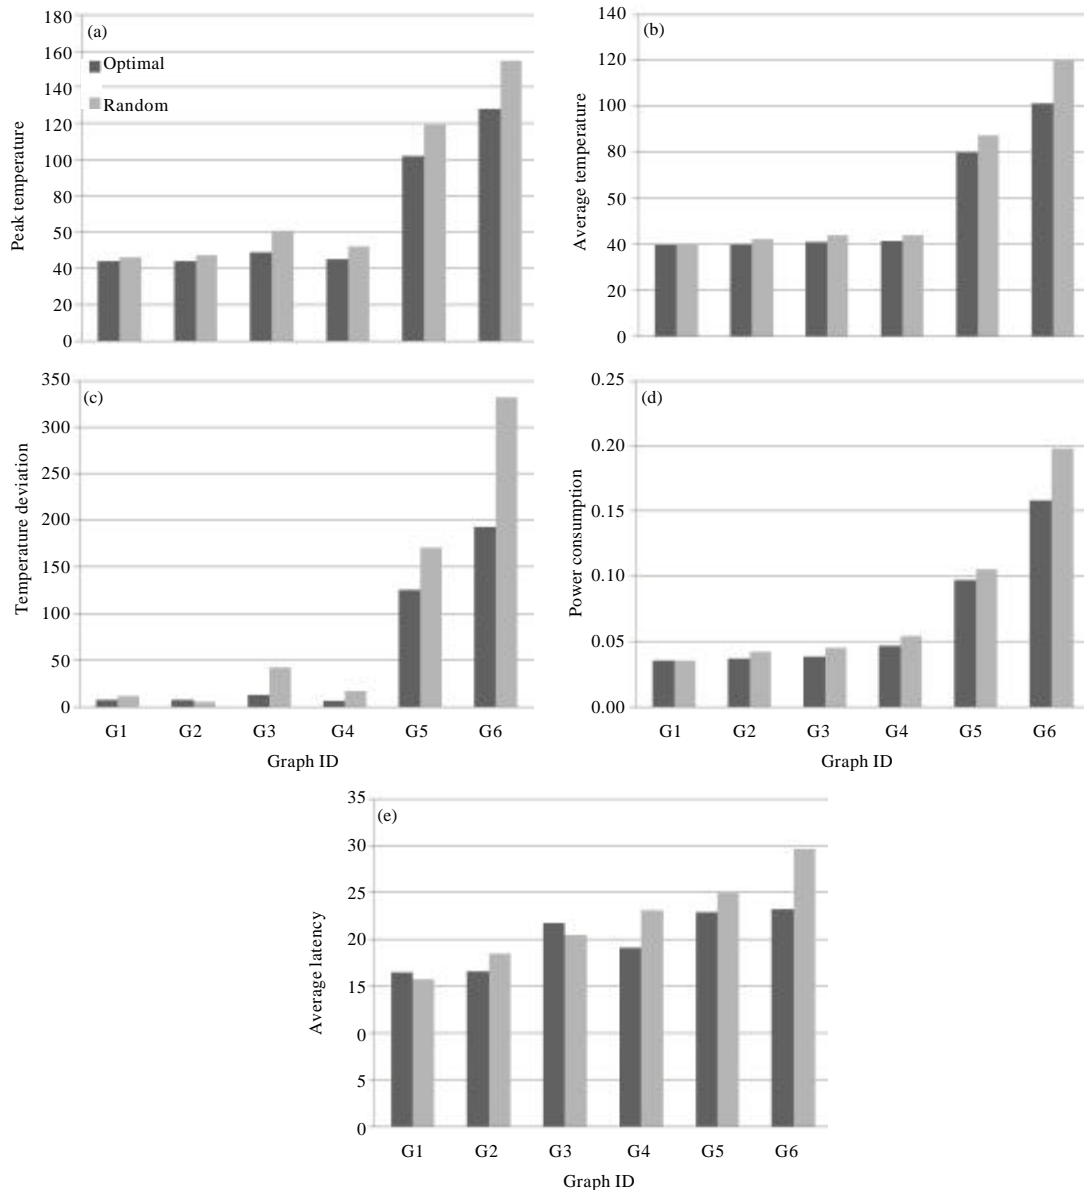 (a)
Optimal
Random
Peak temperature
180
160
140
120
100
80
50
40
20
0
(b)
Average temperature
140
120
100
80
50
40
20
0
(c)
Temperature deviation
350
300
250
200
150
100
50
0
G1 G2 G3 G4 G5 G6
Graph ID
(d)
Power consumption
0.25
0.20
0.15
0.10
0.05
0.00
G1 G2 G3 G4 G5 G6
Graph ID
(e)
Average latency
35
30
25
20
15
0
5
0
G1 G2 G3 G4 G5 G6
Graph ID